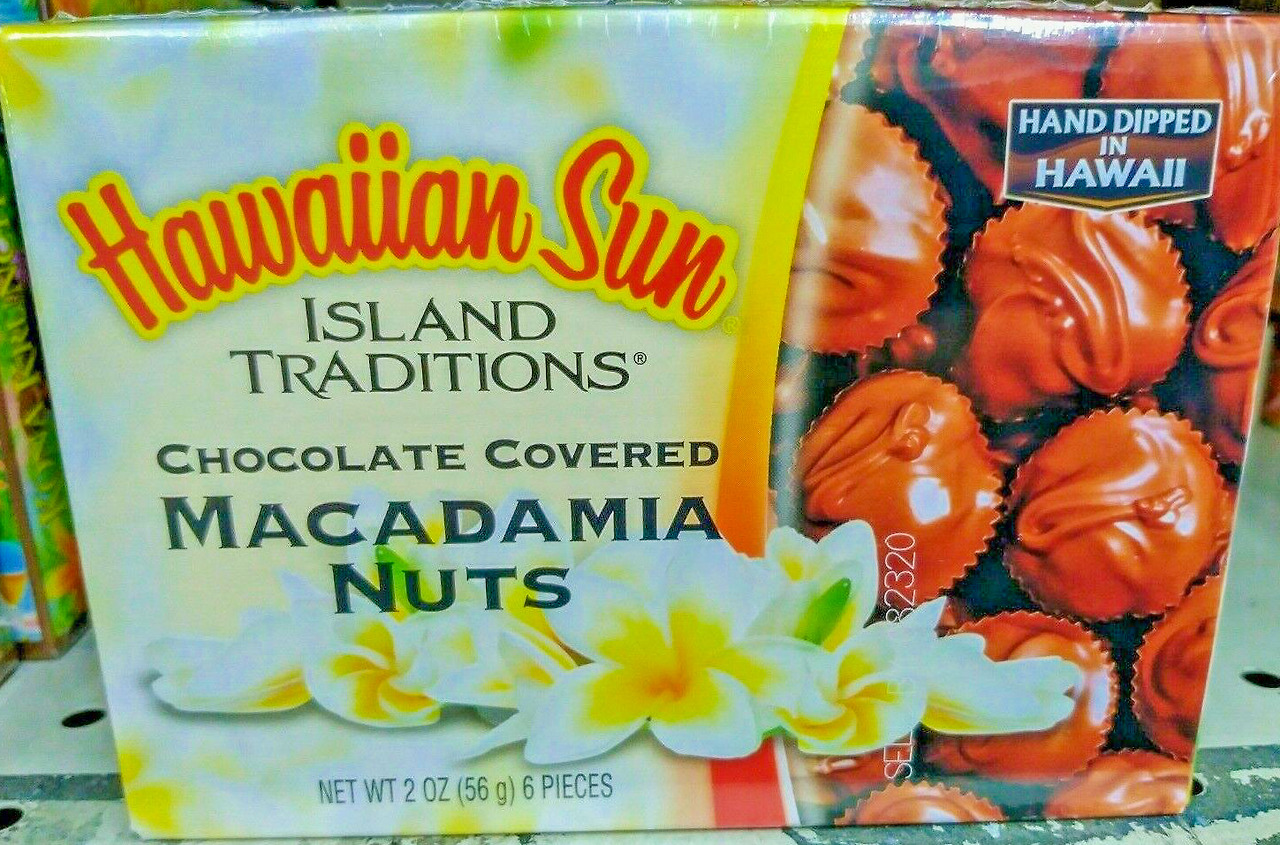 Hawaiian Sun®
ISLAND
TRADITIONS®
CHOCOLATE COVERED
MACADAMIA
NUTS
NET WT 2 OZ (56 g) 6 PIECES
HAND DIPPED
IN
HAWAII